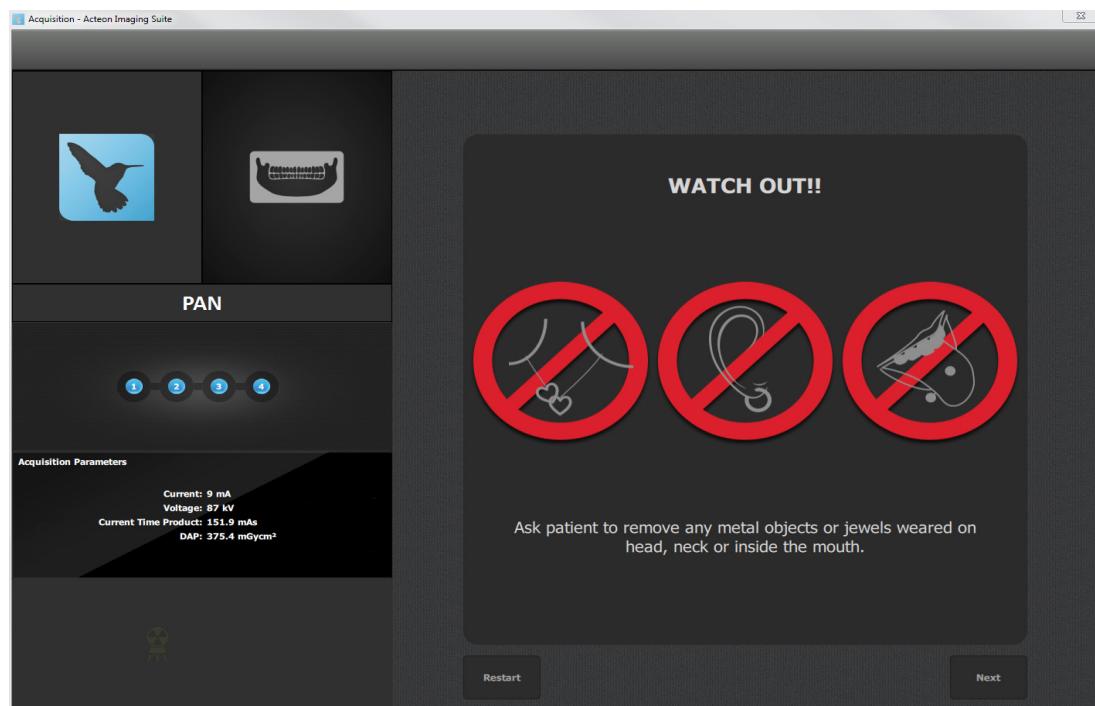 Acquisition - Acteon Imaging Suite
PAN
1 2 3 4
Acquisition Parameters
Current: 9 mA
Voltage: 87 kV
Current Time Product: 151.9 mAs
DAP: 375.4 mGycm²
WATCH OUT!!
Ask patient to remove any metal objects or jewels weared on
head, neck or inside the mouth.
Restart
Next